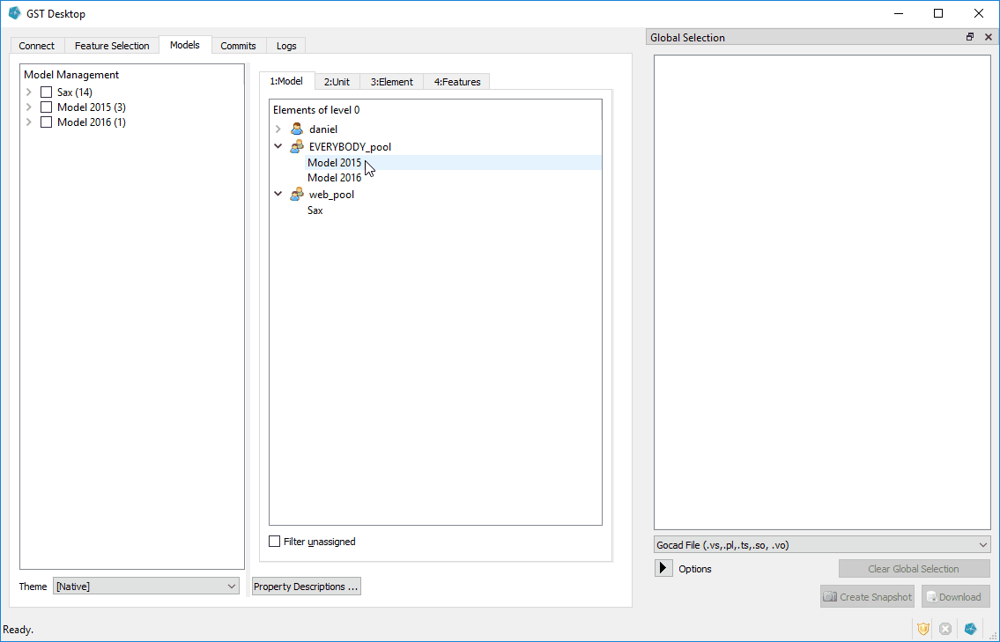 GST Desktop
Connect
Feature Selection
Models
Commits
Logs
Model Management
Sax (14)
Model 2015 (3)
Model 2016 (1)
Theme
[Native]
1:Model
2:Unit
3:Element
4:Features
Elements of level 0
daniel
EVERYBODY_pool
Model 2015
Model 2016
web_pool
Sax
Filter unassigned
Property Descriptions ...
Global Selection
Gocad File (.vs,.pl,.ts,.so, .vo)
Options
Clear Global Selection
Create Snapshot
Download
Ready.